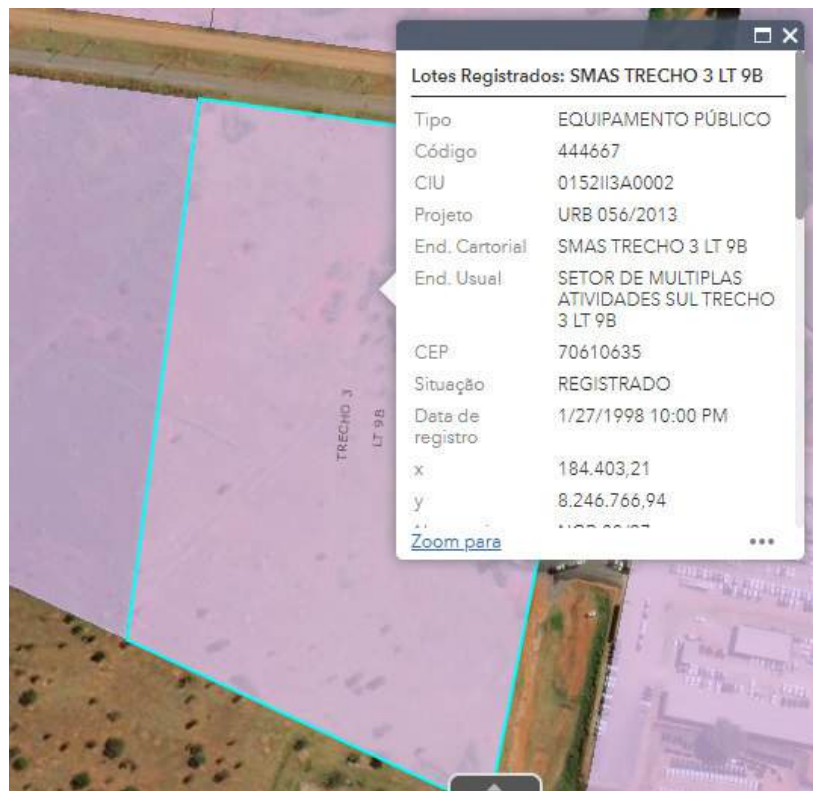 Lotes Registrados: SMAS TRECHO 3 LT 9B
Tipo EQUIPAMENTO PÚBLICO
Código 444667
CIU 0152II3A0002
Projeto URB 056/2013
End. Cartorial SMAS TRECHO 3 LT 9B
End. Usual SETOR DE MULTIPLAS
ATIVIDADES SUL TRECHO
3 LT 9B
CEP 70610635
Situação REGISTRADO
Data de 1/27/1998 10:00 PM
registro
x 184.403,21
y 8.246.766,94
Zoom para
TRECHO 3
LT 9B